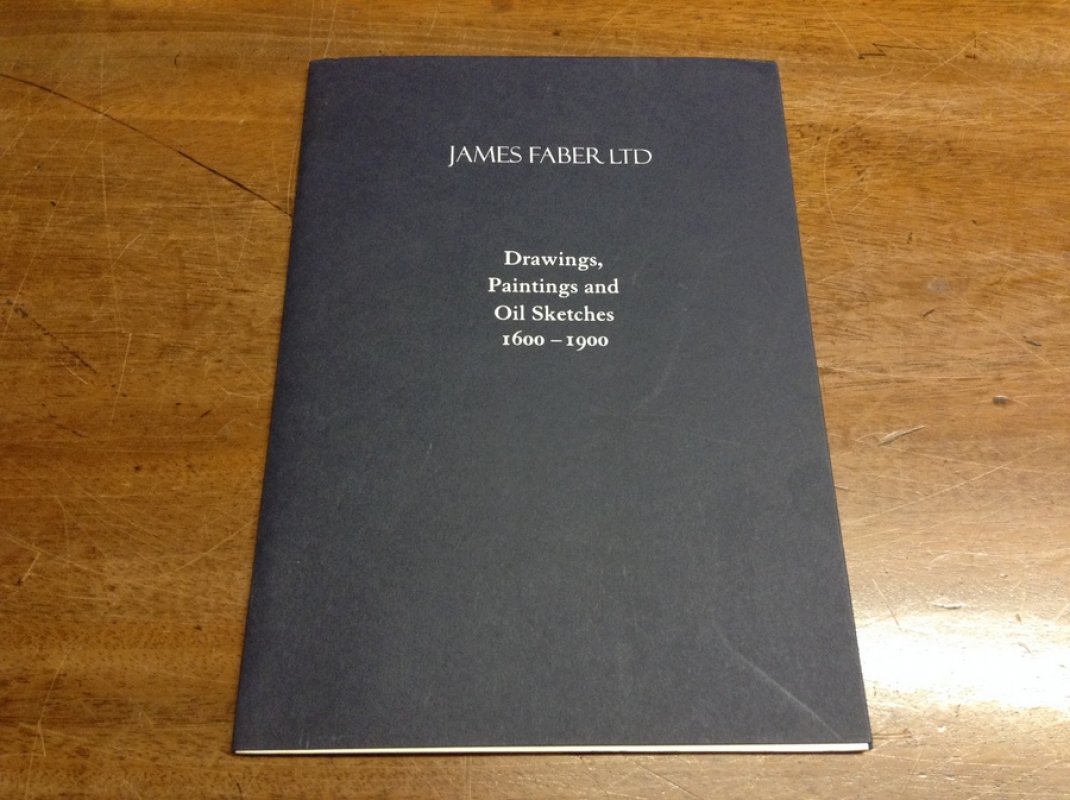 JAMES FABER LTD
Drawings,
Paintings and
Oil Sketches
1600 – 1900